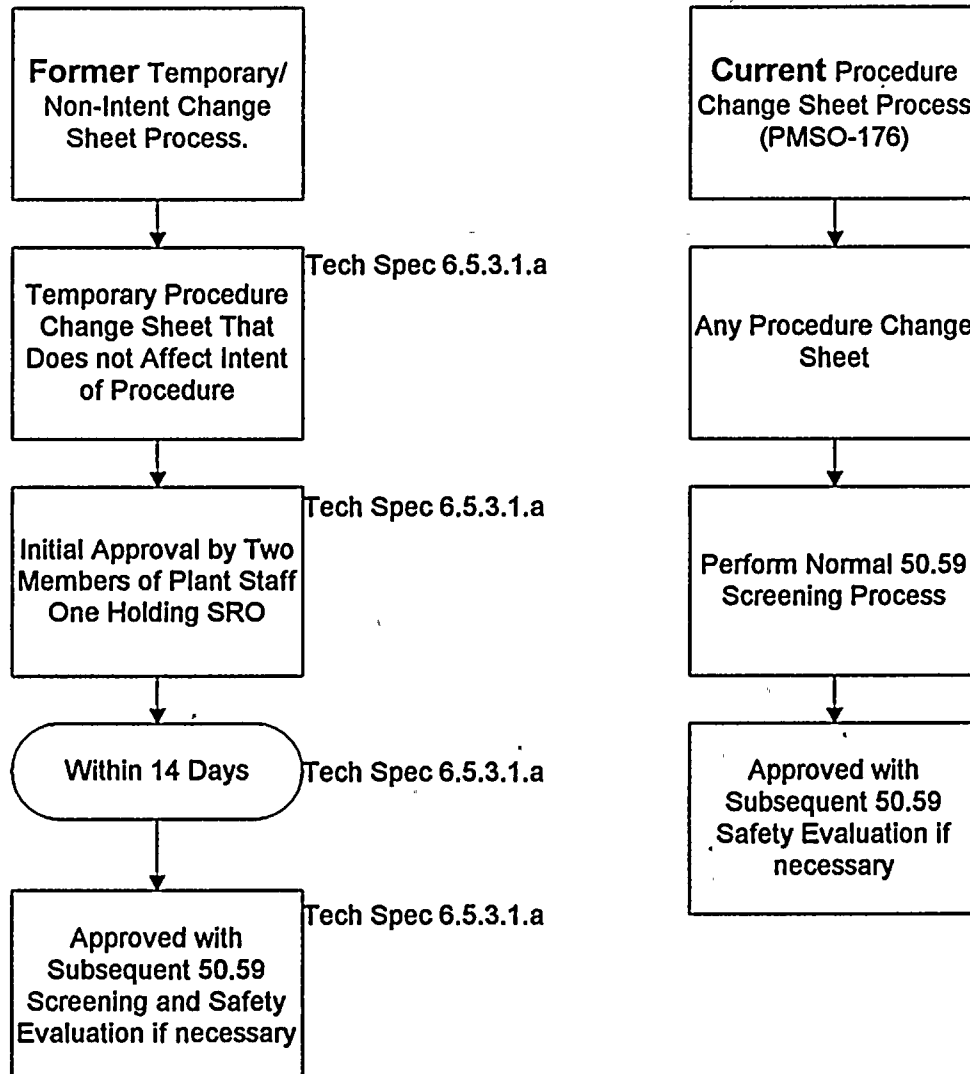 Former Temporary/
Non-Intent Change
Sheet Process.
Tech Spec 6.5.3.1.a
Temporary Procedure
Change Sheet That
Does not Affect Intent
of Procedure
Tech Spec 6.5.3.1.a
Initial Approval by Two
Members of Plant Staff
One Holding SRO
Within 14 Days
Tech Spec 6.5.3.1.a
Tech Spec 6.5.3.1.a
Approved with
Subsequent 50.59
Screening and Safety
Evaluation if necessary
Current Procedure
Change Sheet Process
(PMSO-176)
Any Procedure Change
Sheet
Perform Normal 50.59
Screening Process
Approved with
Subsequent 50.59
Safety Evaluation if
necessary